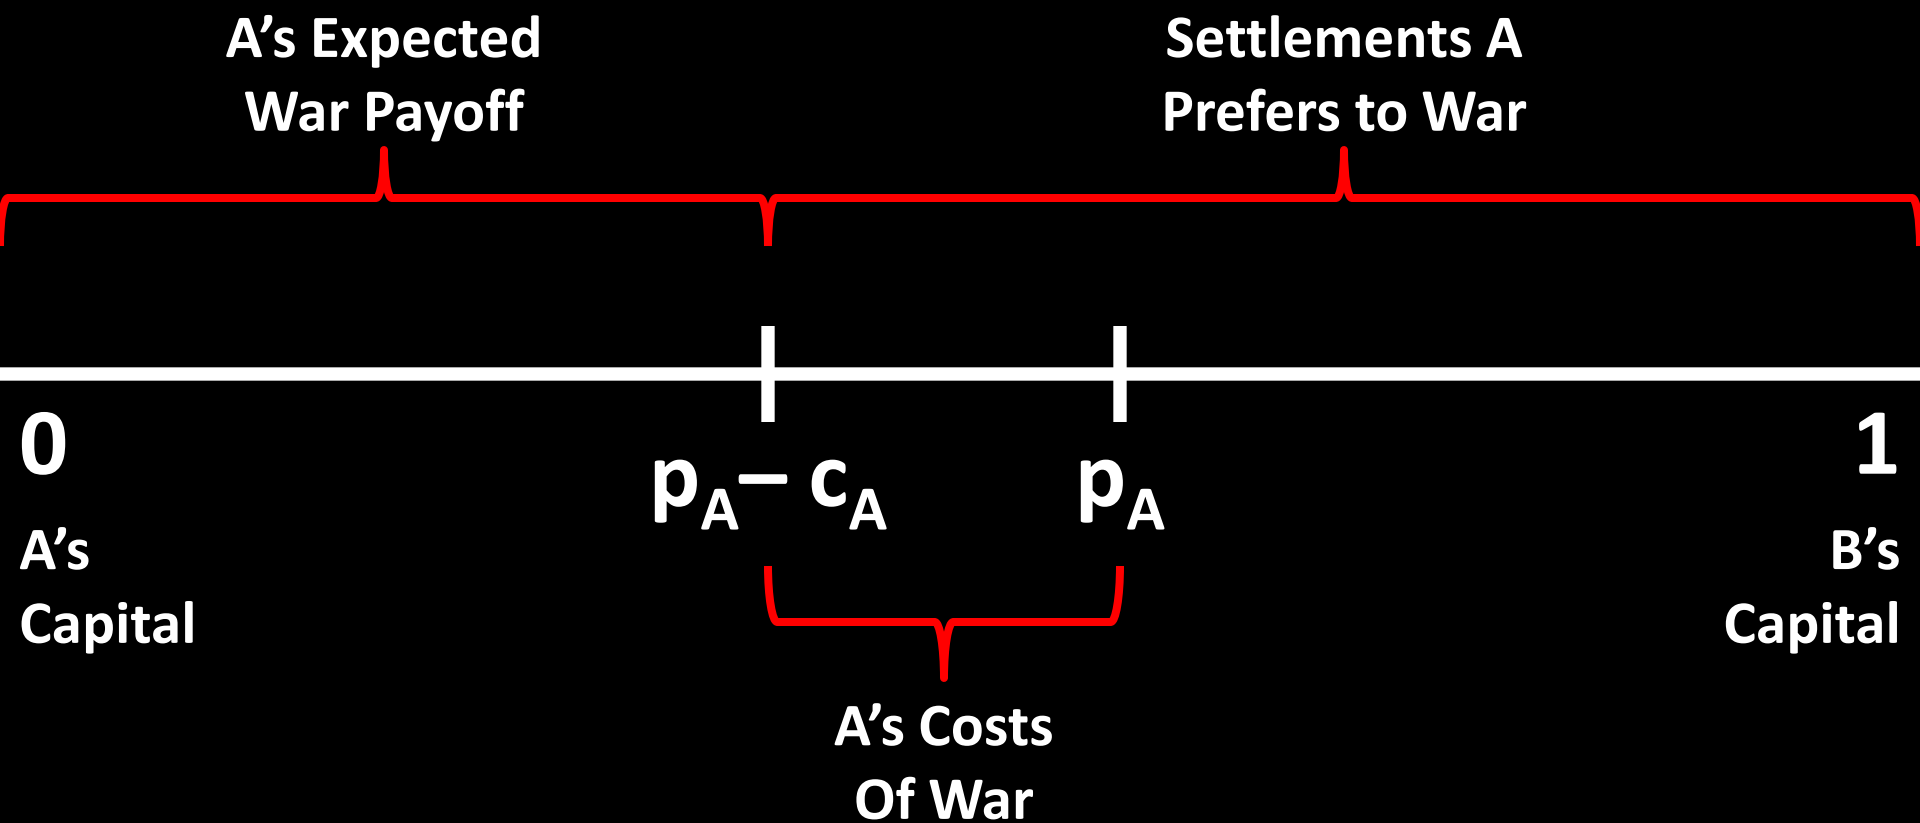 A’s Expected
War Payoff
Settlements A
Prefers to War
0
1
pA– cA
pA
A’s
Capital
B’s
Capital
A’s Costs
Of War